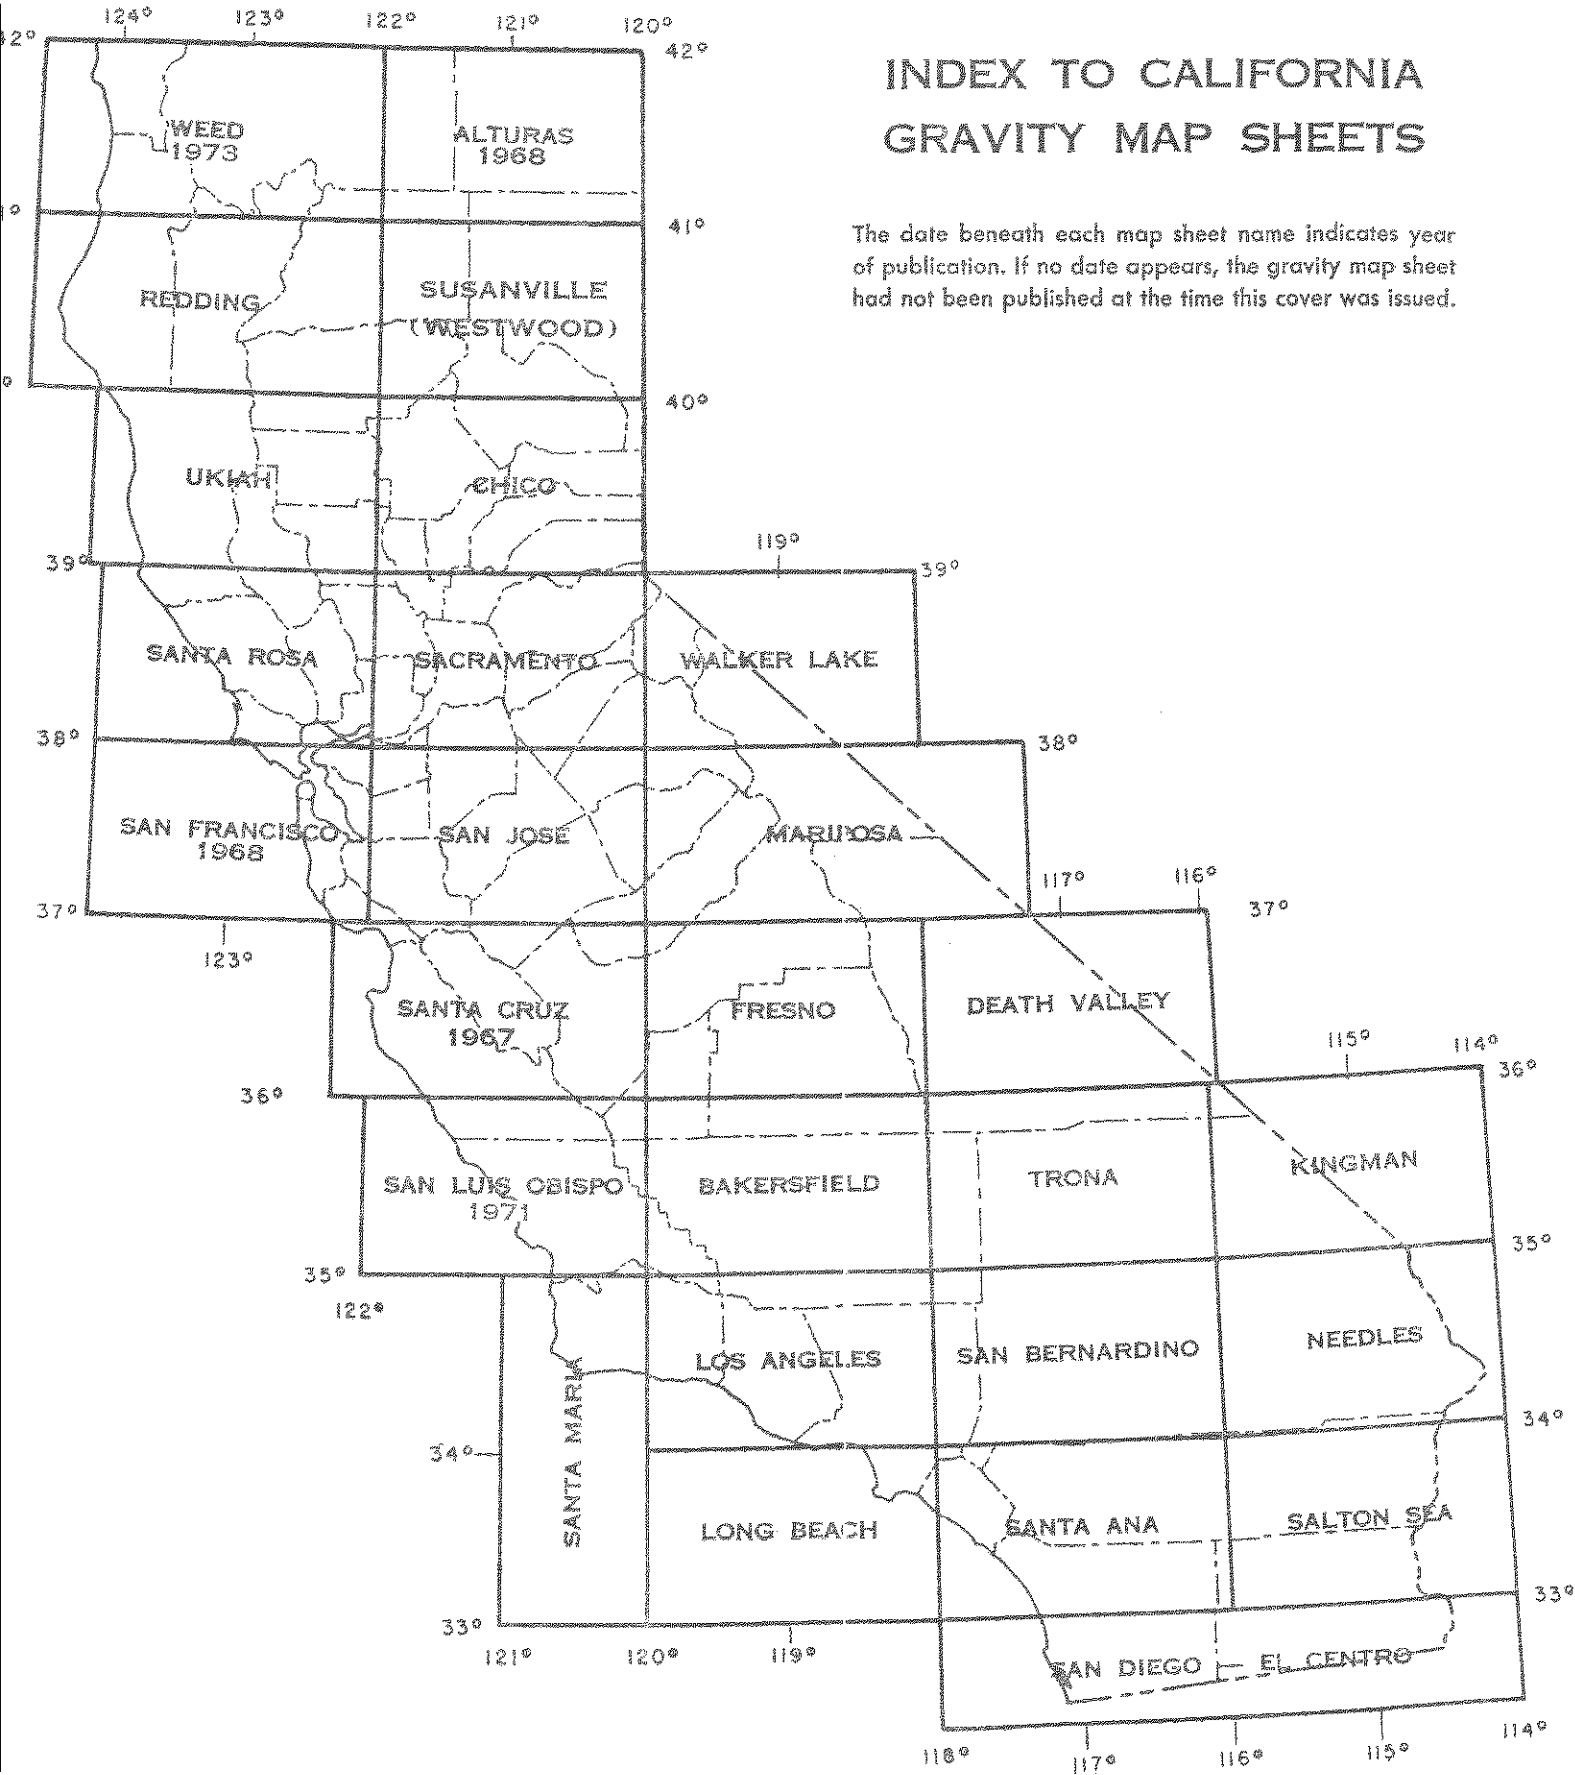 124° 123° 122° 121° 120°
42° 42°
INDEX TO CALIFORNIA
GRAVITY MAP SHEETS
The date beneath each map sheet name indicates year
of publication. If no date appears, the gravity map sheet
had not been published at the time this cover was issued.
WEED
1973
ALTURAS
1968
1° 41°
REDDING
SUSANVILLE
(WESTWOOD)
° 40°
UKIAH
CHICO
119°
39° 39°
SANTA ROSA
SACRAMENTO
WALKER LAKE
38° 38°
SAN FRANCISCO
1968
SAN JOSE
MARIPOSA
117° 116°
37° 37°
123°
SANTA CRUZ
1967
FRESNO
DEATH VALLEY
115° 114°
36° 36°
SAN LUIS OBISPO
1971
BAKERSFIELD
TRONA
KINGMAN
35° 35°
122°
SANTA MARIA
LOS ANGELES
SAN BERNARDINO
NEEDLES
34° 34°
LONG BEACH
SANTA ANA
SALTON SEA
33° 33°
121° 120° 119°
SAN DIEGO – EL CENTRO
118° 117° 116° 115° 114°